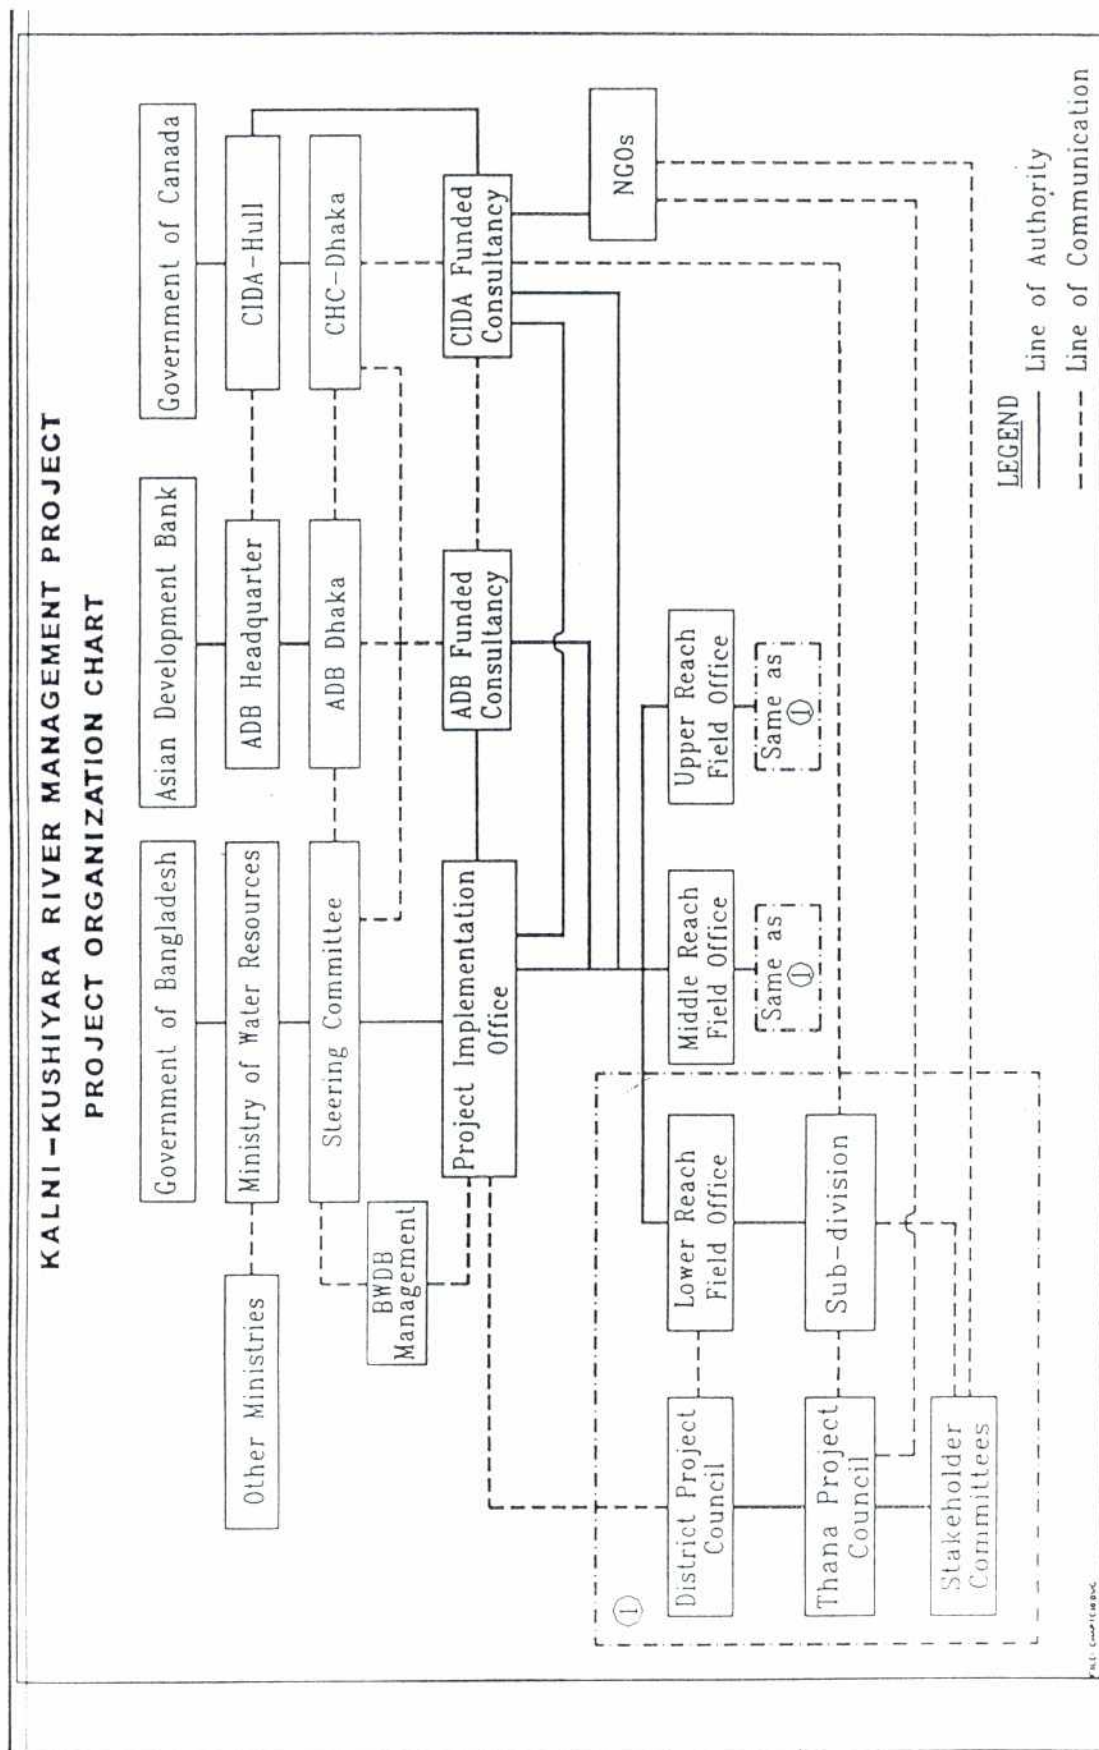 KALNI-KUSHIYARA RIVER MANAGEMENT PROJECT
PROJECT ORGANIZATION CHART
Government of Bangladesh
Asian Development Bank
Government of Canada
Other Ministries
Ministry of Water Resources
ADB Headquarter
CIDA-Hull
Steering Committee
ADB Dhaka
CHC-Dhaka
BWDB
Management
Project Implementation
Office
ADB Funded
Consultancy
CIDA Funded
Consultancy
NGOs
①
District Project
Council
Lower Reach
Field Office
Middle Reach
Field Office
Upper Reach
Field Office
Same as
①
Same as
①
Thana Project
Council
Sub-division
Stakeholder
Committees
LEGEND
Line of Authority
Line of Communication
FILE: